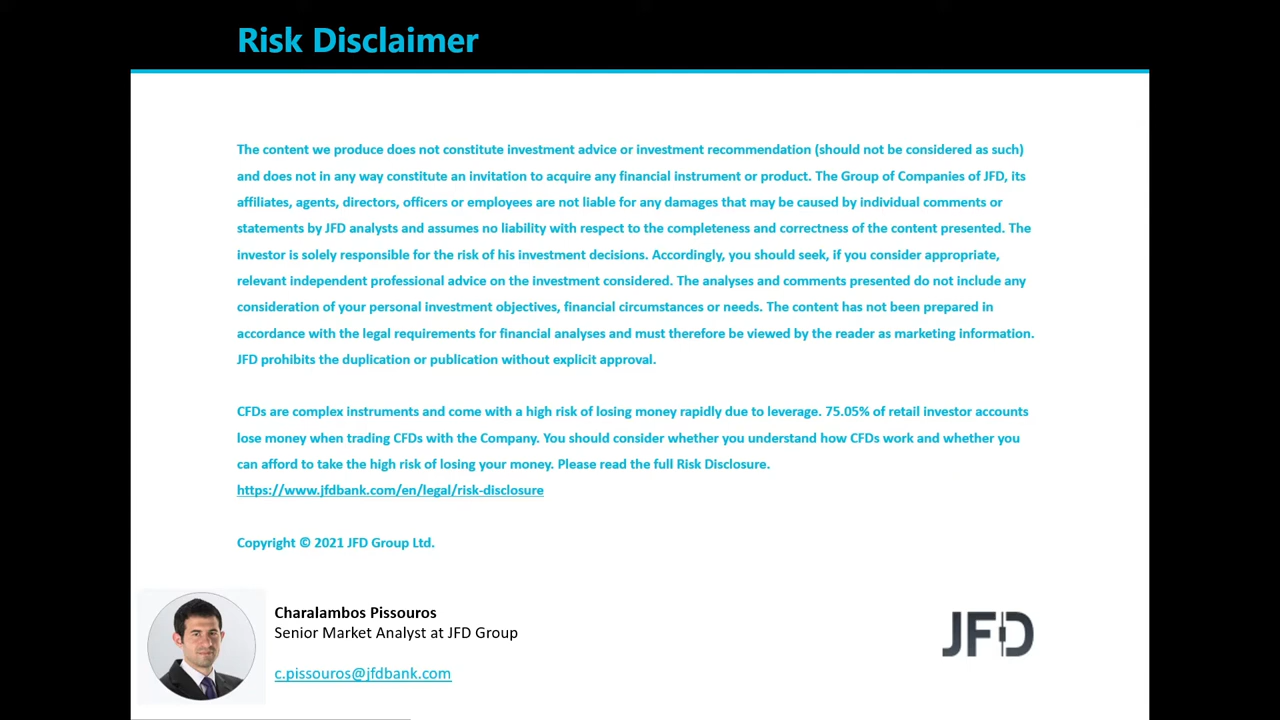 Risk Disclaimer
The content we produce does not constitute investment advice or investment recommendation (should not be considered as such)
and does not in any way constitute an invitation to acquire any financial instrument or product. The Group of Companies of JFD, its
affiliates, agents, directors, officers or employees are not liable for any damages that may be caused by individual comments or
statements by JFD analysts and assumes no liability with respect to the completeness and correctness of the content presented. The
investor is solely responsible for the risk of his investment decisions. Accordingly, you should seek, if you consider appropriate,
relevant independent professional advice on the investment considered. The analyses and comments presented do not include any
consideration of your personal investment objectives, financial circumstances or needs. The content has not been prepared in
accordance with the legal requirements for financial analyses and must therefore be viewed by the reader as marketing information.
JFD prohibits the duplication or publication without explicit approval.
CFDs are complex instruments and come with a high risk of losing money rapidly due to leverage. 75.05% of retail investor accounts
lose money when trading CFDs with the Company. You should consider whether you understand how CFDs work and whether you
can afford to take the high risk of losing your money. Please read the full Risk Disclosure.
https://www.jfdbank.com/en/legal/risk-disclosure
Copyright © 2021 JFD Group Ltd.
Charalambos Pissouros
Senior Market Analyst at JFD Group
c.pissouros@jfdbank.com
JFD